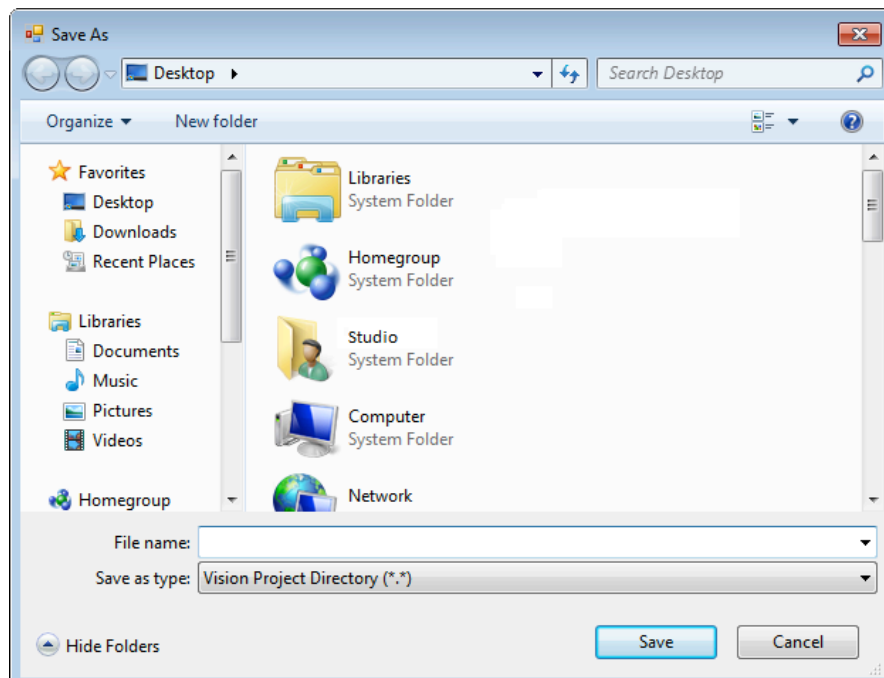 Save As
Desktop
Search Desktop
Organize
New folder
Favorites
Desktop
Downloads
Recent Places
Libraries
Documents
Music
Pictures
Videos
Homegroup
Libraries
System Folder
Homegroup
System Folder
Studio
System Folder
Computer
System Folder
Network
File name:
Save as type: Vision Project Directory (*.*)
Hide Folders
Save
Cancel